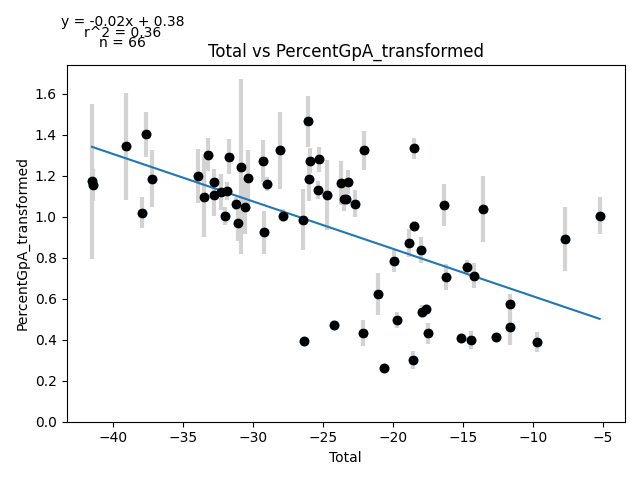 y = -0.02x + 0.38
r^2 = 0.36
n = 66
Total vs PercentGpA_transformed
PercentGpA_transformed
1.6
1.4
1.2
1.0
0.8
0.6
0.4
0.2
0.0
−40 −35 −30 −25 −20 −15 −10 −5
Total